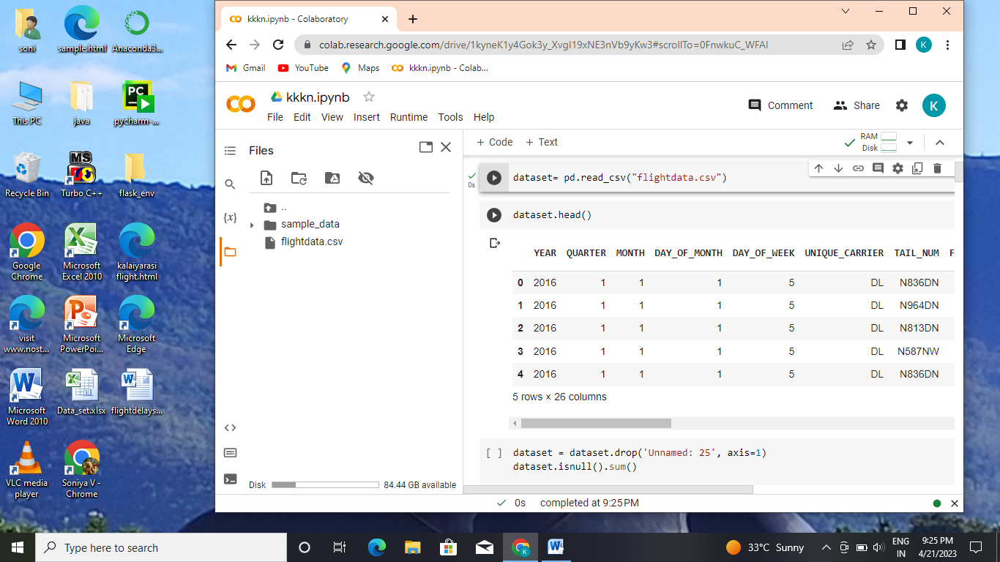 soni
sample.html
Anaconda3...
This PC
java
pycharm-...
Recycle Bin
Turbo C++
flask_env
Google
Chrome
Microsoft
Excel 2010
kalaiyarasi
flight.html
visit
www.nost...
Microsoft
PowerPoi...
Microsoft
Edge
Microsoft
Word 2010
Data_set.xlsx
flightdelays...
VLC media
player
Soniya V -
Chrome
kkkn.ipynb - Colaboratory
colab.research.google.com/drive/1kyneK1y4Gok3y_XvgI19xNE3nVb9yKw3#scrollTo=0FnwkuC_WFAI
K
Gmail
YouTube
Maps
kkkn.ipynb - Colab...
kkkn.ipynb
File Edit View Insert Runtime Tools Help
Comment
Share
K
Files
+ Code + Text
RAM
Disk
{x}
..
sample_data
flightdata.csv
Disk
84.44 GB available
0s
dataset= pd.read_csv("flightdata.csv")
dataset.head()
YEAR QUARTER MONTH DAY_OF_MONTH DAY_OF_WEEK UNIQUE_CARRIER TAIL_NUM F
0 2016 1 1 1 5 DL N836DN
1 2016 1 1 1 5 DL N964DN
2 2016 1 1 1 5 DL N813DN
3 2016 1 1 1 5 DL N587NW
4 2016 1 1 1 5 DL N836DN
5 rows × 26 columns
[ ] dataset = dataset.drop('Unnamed: 25', axis=1)
dataset.isnull().sum()
0s completed at 9:25 PM
Type here to search
33°C Sunny
ENG
IN
9:25 PM
4/21/2023